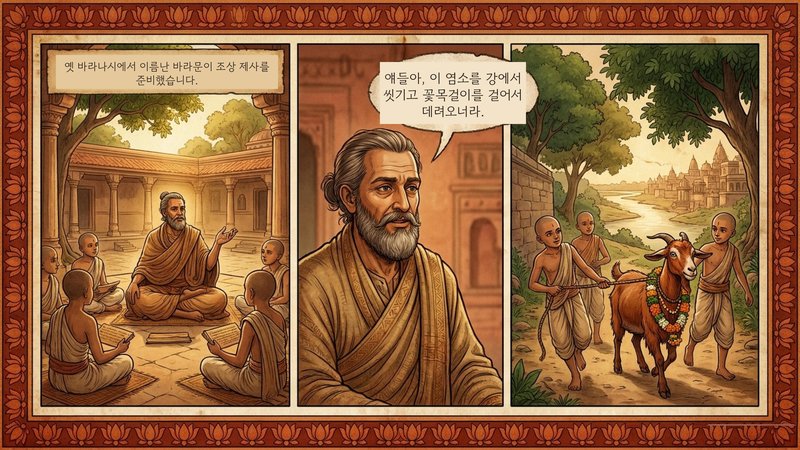 옛 바라나시에서 이름난 바라문이 조상 제사를
준비했습니다.
얘들아, 이 염소를 강에서
씻기고 꽃목걸이를 걸어서
데려오너라.